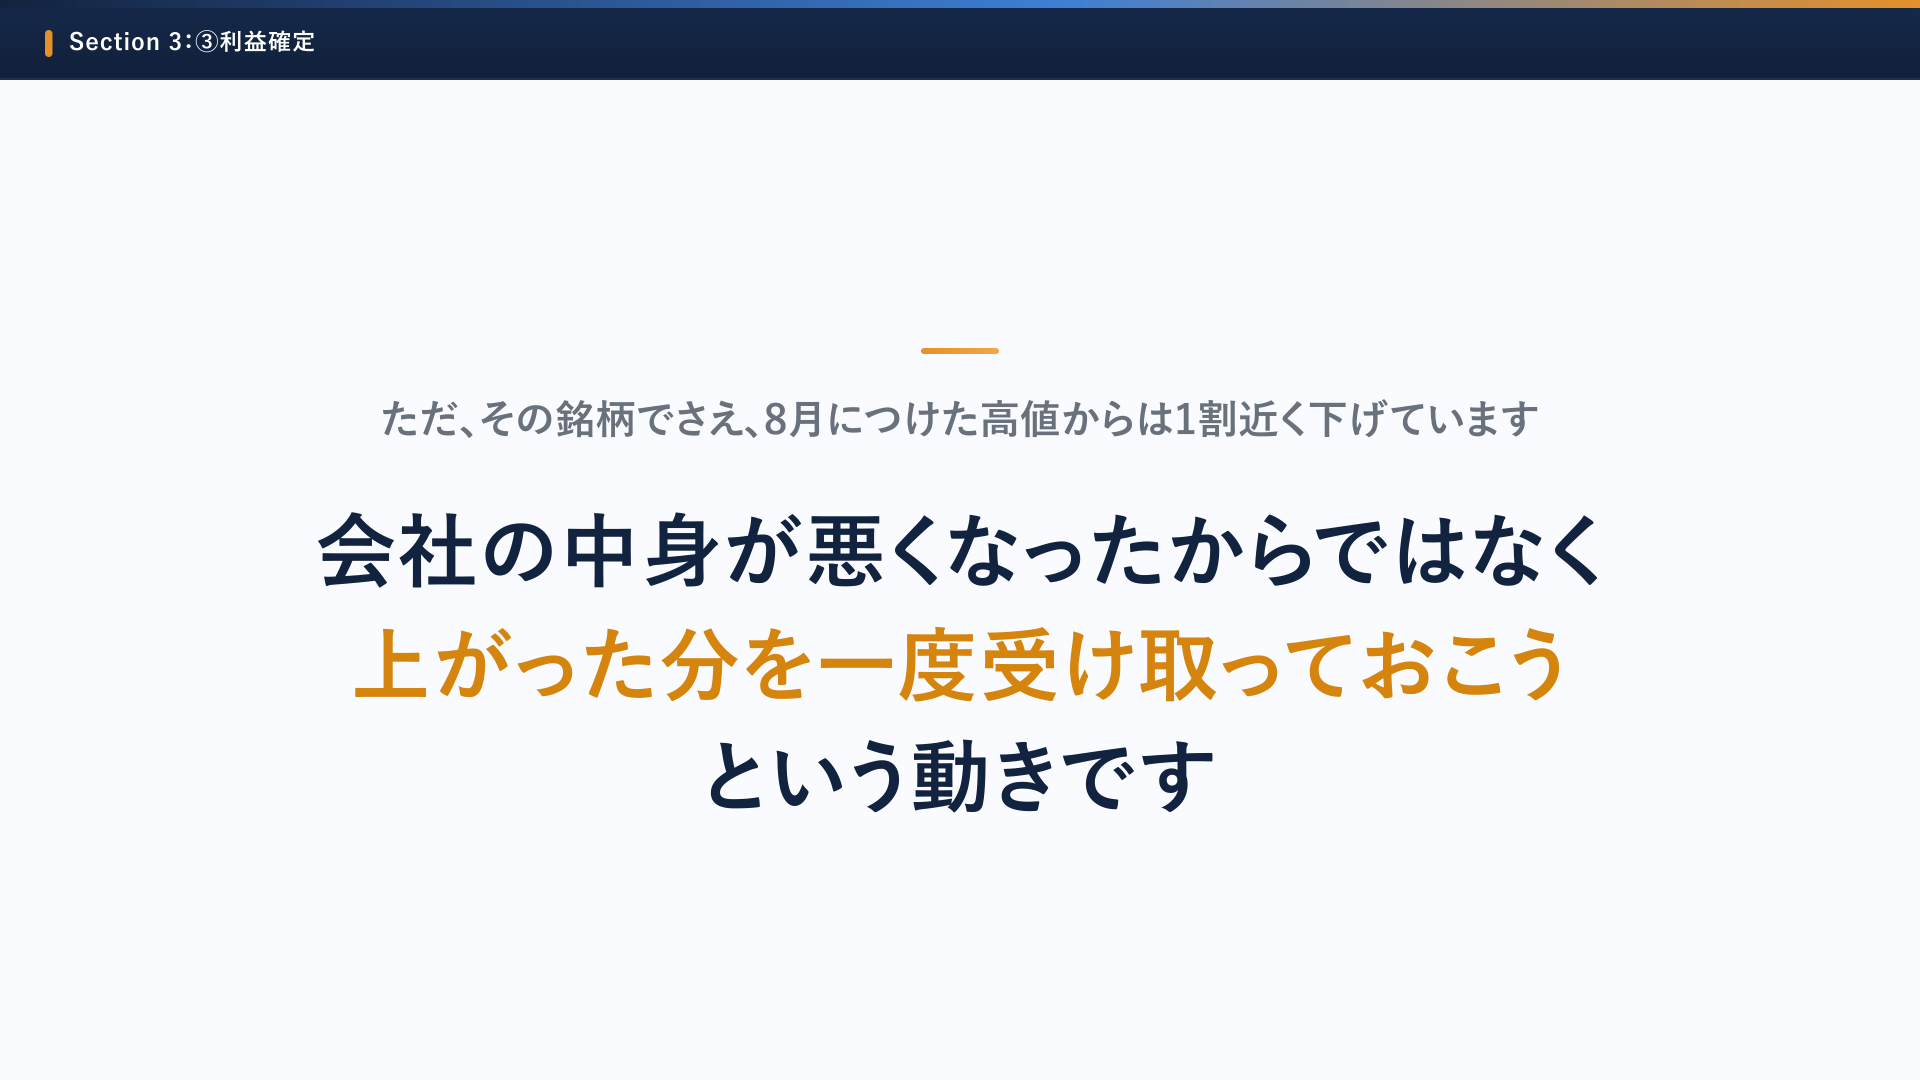 Section 3：③利益確定
ただ、その銘柄でさえ、8月につけた高値からは1割近く下げています
会社の中身が悪くなったからではなく
上がった分を一度受け取っておこう
という動きです